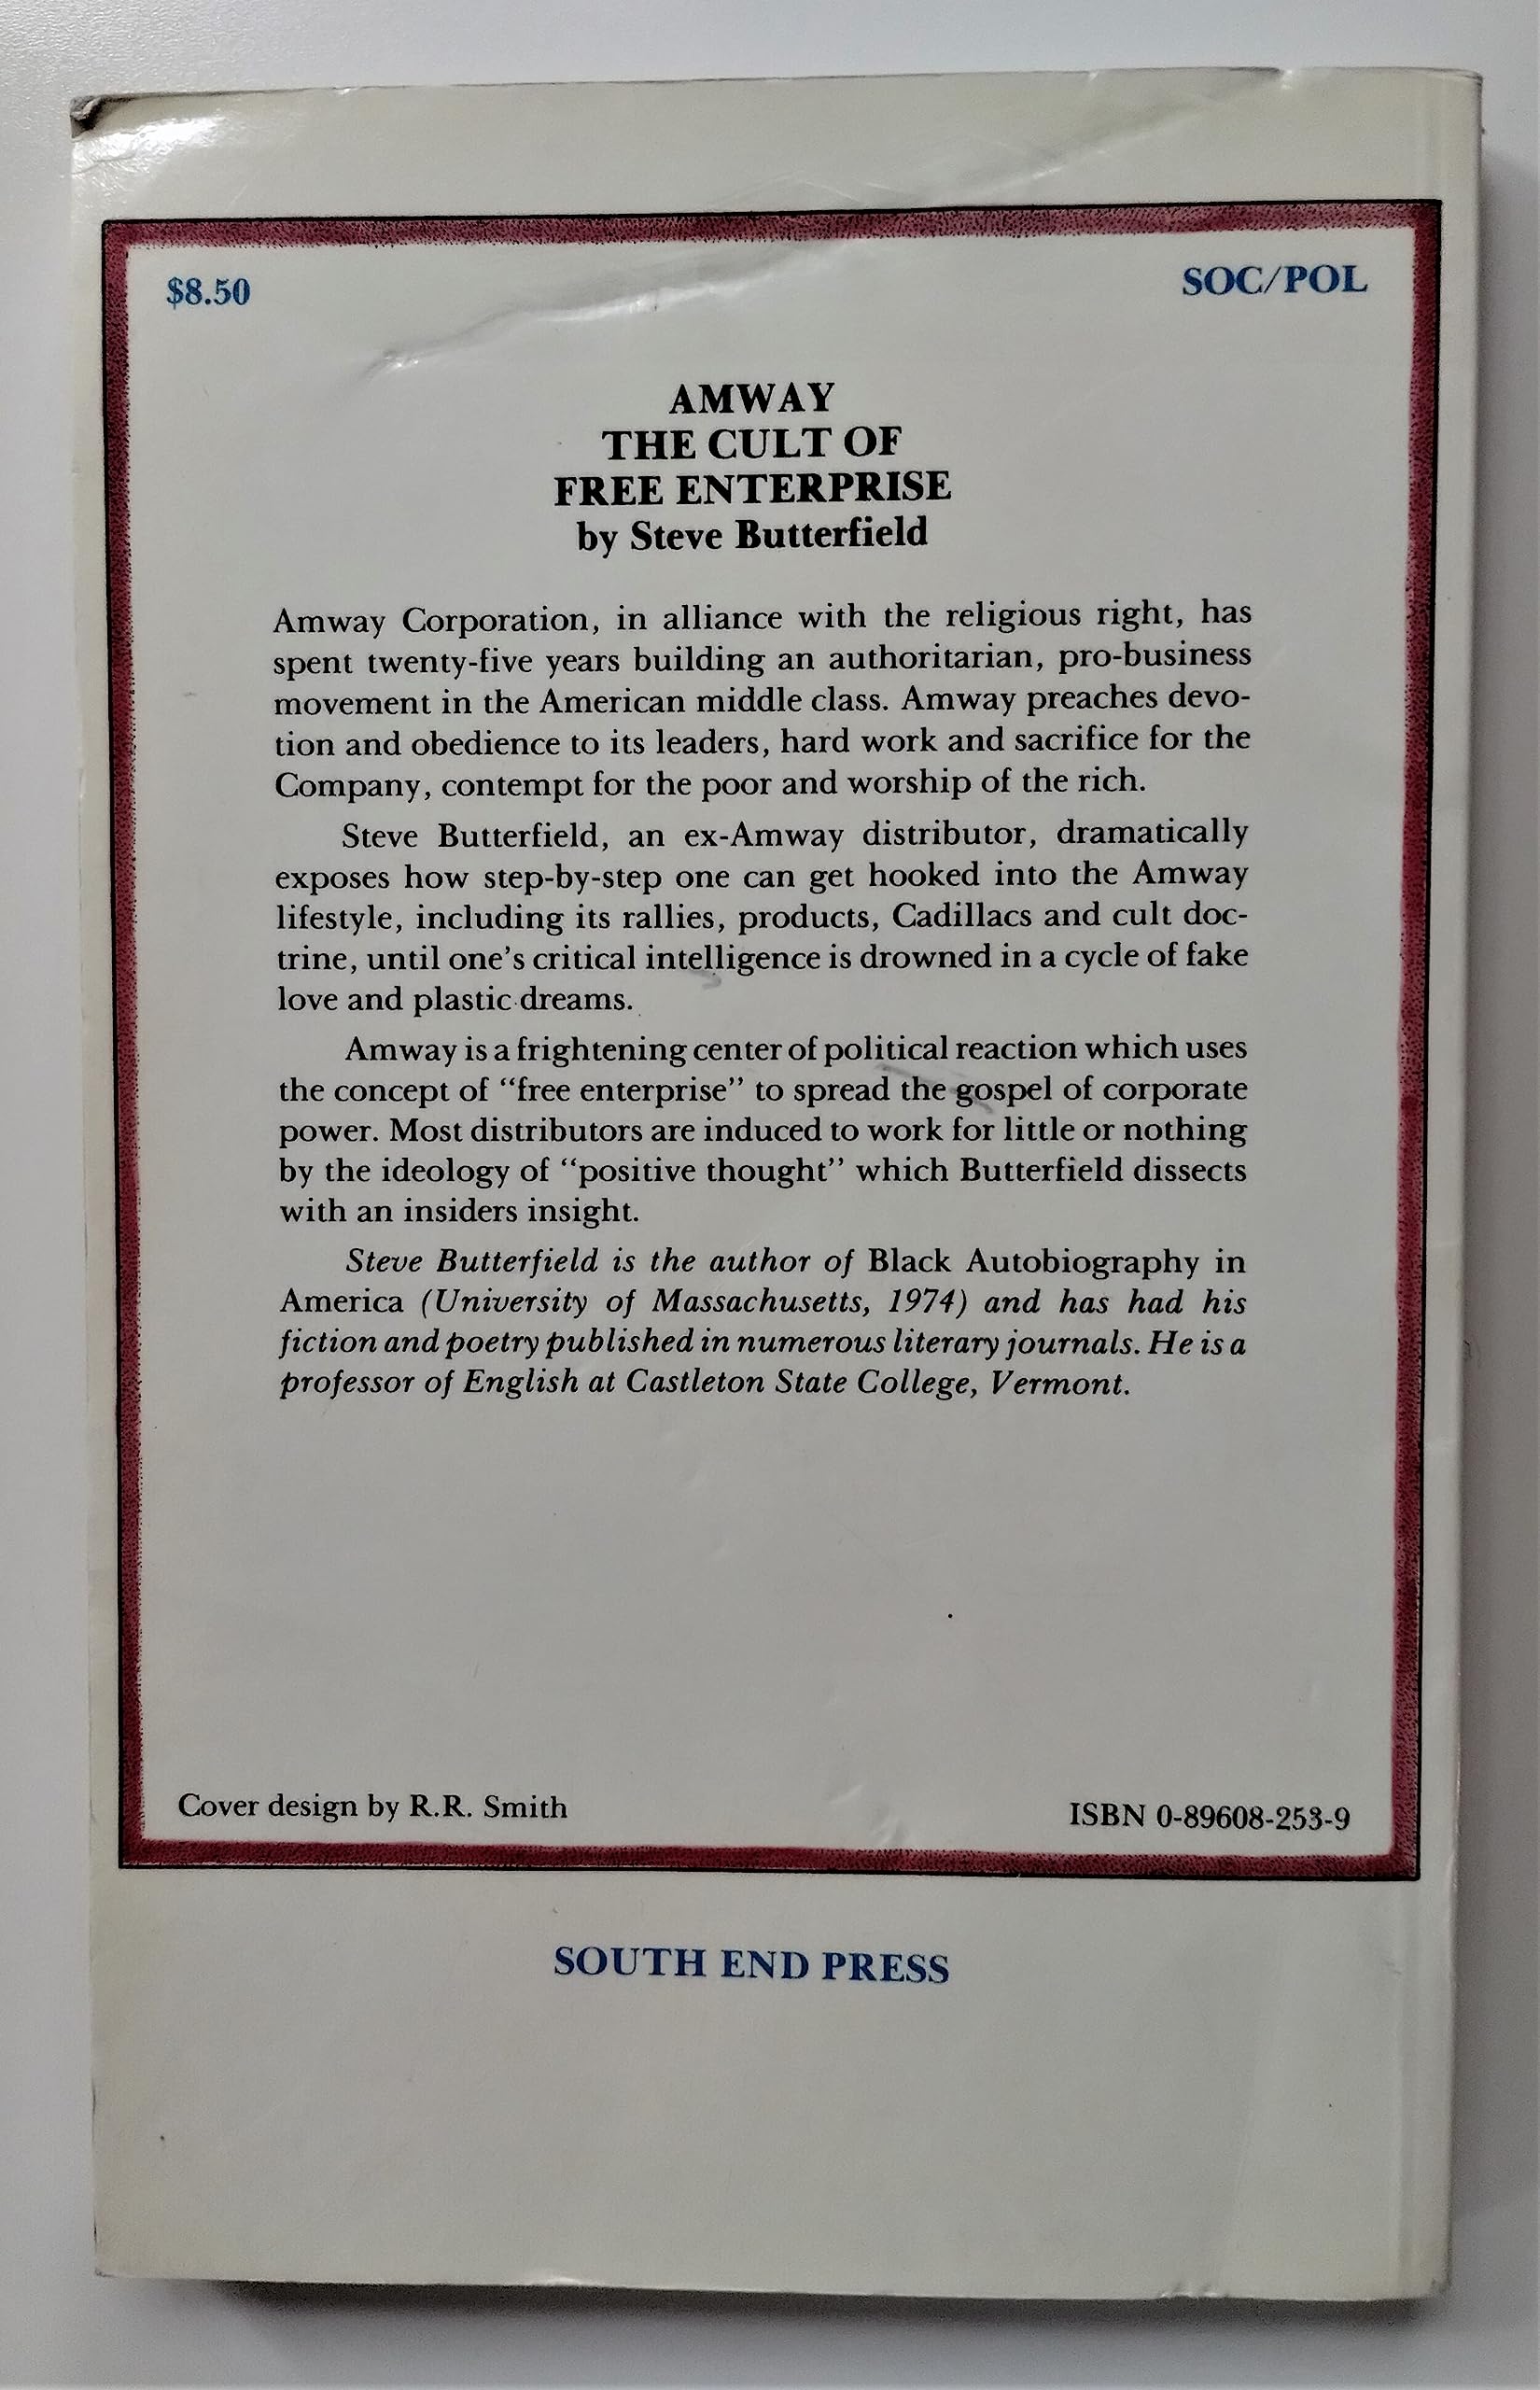 $8.50
SOC/POL
AMWAY
THE CULT OF
FREE ENTERPRISE
by Steve Butterfield
Amway Corporation, in alliance with the religious right, has
spent twenty-five years building an authoritarian, pro-business
movement in the American middle class. Amway preaches devo-
tion and obedience to its leaders, hard work and sacrifice for the
Company, contempt for the poor and worship of the rich.
Steve Butterfield, an ex-Amway distributor, dramatically
exposes how step-by-step one can get hooked into the Amway
lifestyle, including its rallies, products, Cadillacs and cult doc-
trine, until one's critical intelligence is drowned in a cycle of fake
love and plastic dreams.
Amway is a frightening center of political reaction which uses
the concept of "free enterprise" to spread the gospel of corporate
power. Most distributors are induced to work for little or nothing
by the ideology of "positive thought" which Butterfield dissects
with an insiders insight.
Steve Butterfield is the author of Black Autobiography in
America (University of Massachusetts, 1974) and has had his
fiction and poetry published in numerous literary journals. He is a
professor of English at Castleton State College, Vermont.
Cover design by R.R. Smith
ISBN 0-89608-253-9
SOUTH END PRESS